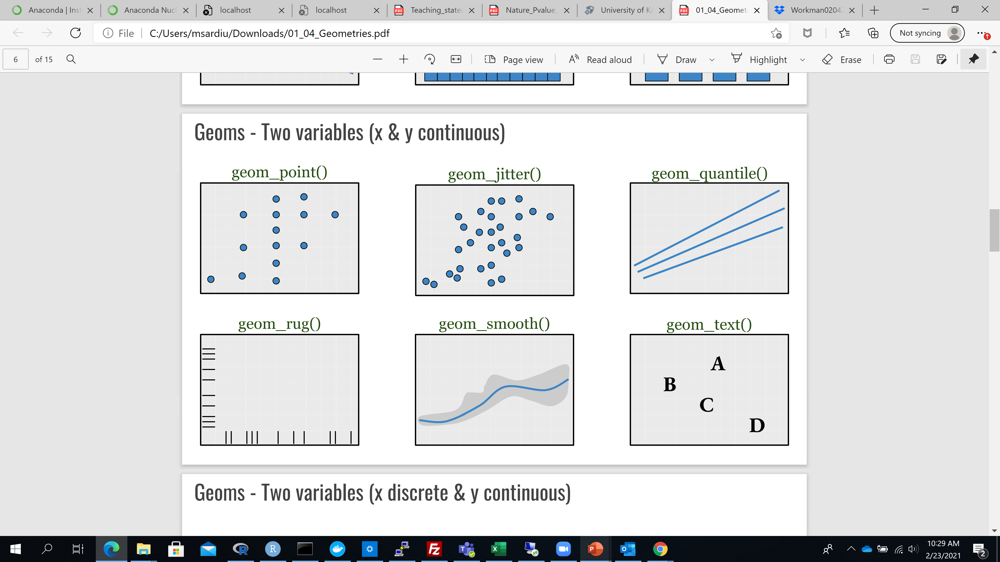 Anaconda | Inst
Anaconda Nucl
localhost
localhost
Teaching_state
Nature_Pvalue_
University of Ka
01_04_Geomet
Workman0204
File
C:/Users/msardiu/Downloads/01_04_Geometries.pdf
Not syncing
6 of 15
Page view
Read aloud
Draw
Highlight
Erase
Geoms - Two variables (x & y continuous)
geom_point() geom_jitter() geom_quantile()
geom_rug() geom_smooth() geom_text()
A
B
C
D
Geoms - Two variables (x discrete & y continuous)
10:29 AM
2/23/2021
2